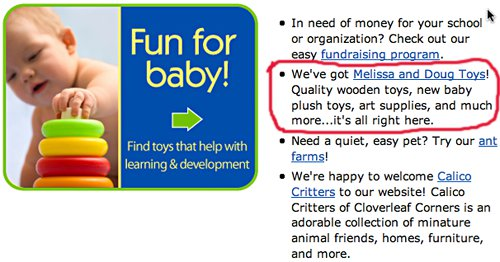 Fun for
baby!
Find toys that help with
learning & development
In need of money for your school
or organization? Check out our
easy fundraising program.
We've got Melissa and Doug Toys!
Quality wooden toys, new baby
plush toys, art supplies, and much
more...it's all right here.
Need a quiet, easy pet? Try our ant
farms!
We're happy to welcome Calico
Critters to our website! Calico
Critters of Cloverleaf Corners is an
adorable collection of minature
animal friends, homes, furniture,
and more.